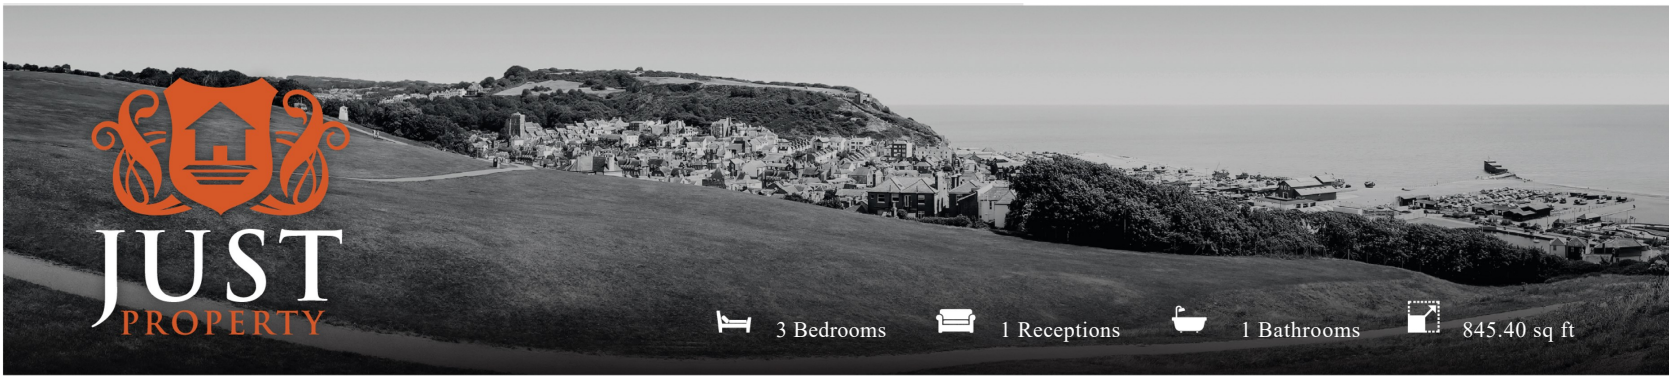 JUST
PROPERTY
3 Bedrooms
1 Receptions
1 Bathrooms
845.40 sq ft